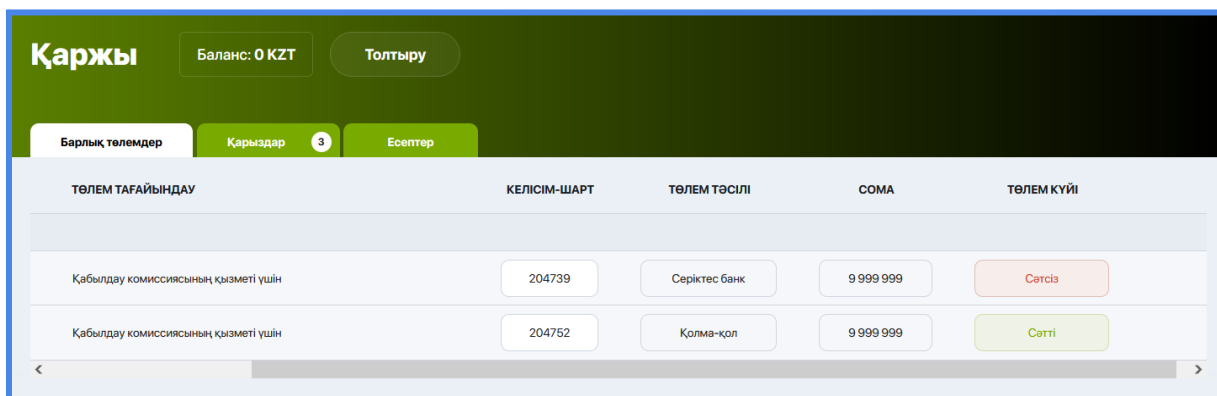 Қаржы Баланс: 0 KZT Толтыру
Барлық төлемдер Қарыздар 3 Есептер
ТӨЛЕМ ТАҒАЙЫНДАУ КЕЛІСІМ-ШАРТ ТӨЛЕМ ТӘСІЛІ СОМА ТӨЛЕМ КҮЙІ
Қабылдау комиссиясының қызметі үшін 204739 Серіктес банк 9 999 999 Сәтсіз
Қабылдау комиссиясының қызметі үшін 204752 Қолма-қол 9 999 999 Сәтті